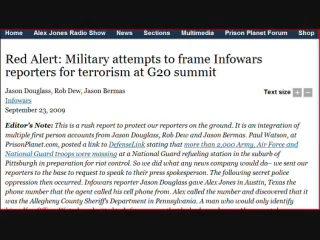 Home Alex Jones Radio Show News Sections Multimedia Prison Planet Forum Shop
Red Alert: Military attempts to frame Infowars
reporters for terrorism at G20 summit
Jason Douglass, Rob Dew, Jason Bermas
Infowars
September 23, 2009
Text size + -
Editor's Note: This is a rush report to protect our reporters on the ground. It is an integration
of multiple first person accounts from Jason Douglass, Rob Dew and Jason Bermas. Paul Watson, at
PrisonPlanet.com, posted a link to DefenseLink stating that more than 2,000 Army, Air Force and
National Guard troops were massing at a National Guard refueling station in the suburb of
Pittsburgh in preparation for riot control. So we did what any news company would do– we sent our
reporters to the base to request to speak to their press spokesperson. The following secret police
oppression then occurred. Infowars reporter Jason Douglass gave Alex Jones in Austin, Texas the
phone number that the agent called his cell phone from. Alex called the number and discovered that it
was the Allegheny County Sheriff's Department in Pennsylvania. A man who would only identify